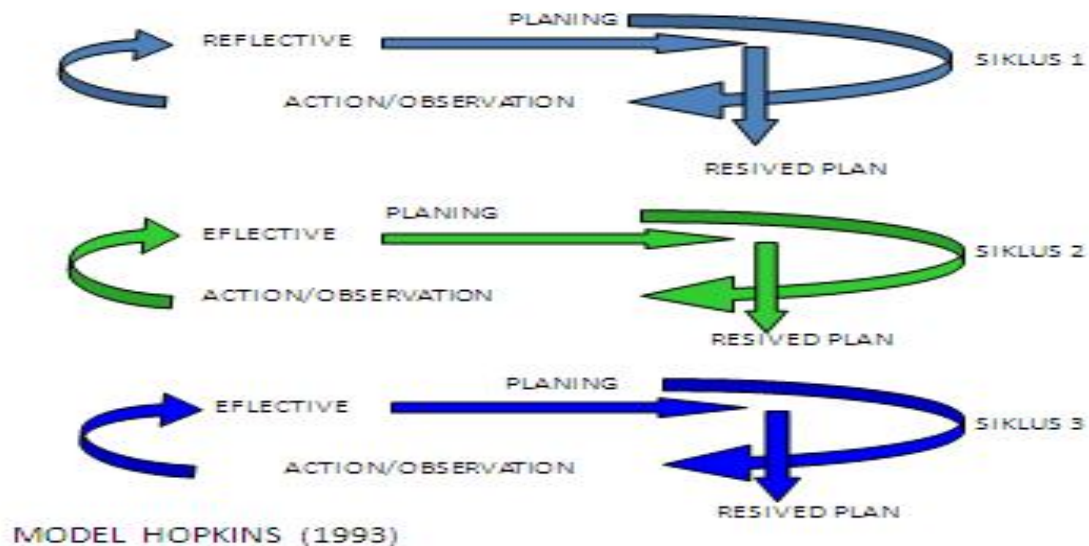 PLANING
REFLECTIVE
SIKLUS 1
ACTION/OBSERVATION
RESIVED PLAN
PLANING
EFLECTIVE
SIKLUS 2
ACTION/OBSERVATION
RESIVED PLAN
PLANING
EFLECTIVE
SIKLUS 3
ACTION/OBSERVATION
RESIVED PLAN
MODEL HOPKINS (1993)